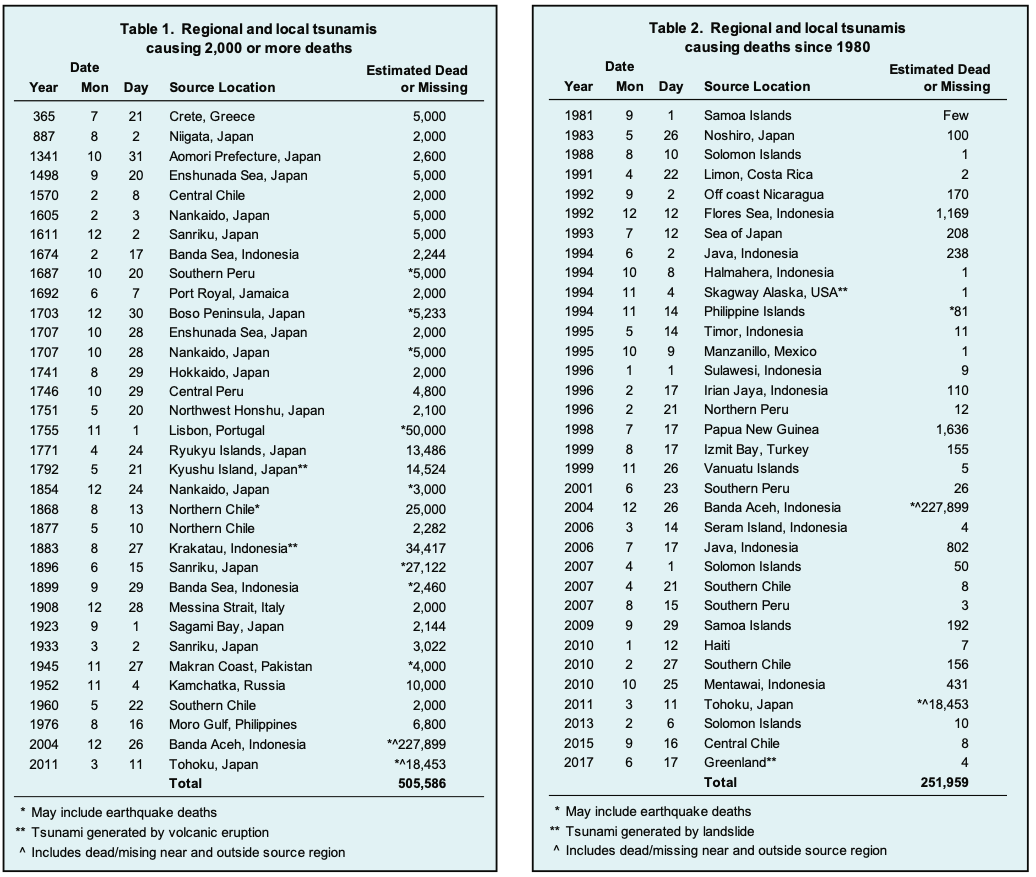 Table 1. Regional and local tsunamis
causing 2,000 or more deaths
Date
Estimated Dead
Year Mon Day Source Location or Missing
365 7 21 Crete, Greece 5,000
887 8 2 Niigata, Japan 2,000
1341 10 31 Aomori Prefecture, Japan 2,600
1498 9 20 Enshunada Sea, Japan 5,000
1570 2 8 Central Chile 2,000
1605 2 3 Nankaido, Japan 5,000
1611 12 2 Sanriku, Japan 5,000
1674 2 17 Banda Sea, Indonesia 2,244
1687 10 20 Southern Peru *5,000
1692 6 7 Port Royal, Jamaica 2,000
1703 12 30 Boso Peninsula, Japan *5,233
1707 10 28 Enshunada Sea, Japan 2,000
1707 10 28 Nankaido, Japan *5,000
1741 8 29 Hokkaido, Japan 2,000
1746 10 29 Central Peru 4,800
1751 5 20 Northwest Honshu, Japan 2,100
1755 11 1 Lisbon, Portugal *50,000
1771 4 24 Ryukyu Islands, Japan 13,486
1792 5 21 Kyushu Island, Japan** 14,524
1854 12 24 Nankaido, Japan *3,000
1868 8 13 Northern Chile* 25,000
1877 5 10 Northern Chile 2,282
1883 8 27 Krakatau, Indonesia** 34,417
1896 6 15 Sanriku, Japan *27,122
1899 9 29 Banda Sea, Indonesia *2,460
1908 12 28 Messina Strait, Italy 2,000
1923 9 1 Sagami Bay, Japan 2,144
1933 3 2 Sanriku, Japan 3,022
1945 11 27 Makran Coast, Pakistan *4,000
1952 11 4 Kamchatka, Russia 10,000
1960 5 22 Southern Chile 2,000
1976 8 16 Moro Gulf, Philippines 6,800
2004 12 26 Banda Aceh, Indonesia *^227,899
2011 3 11 Tohoku, Japan *^18,453
Total 505,586
* May include earthquake deaths
** Tsunami generated by volcanic eruption
^ Includes dead/mising near and outside source region
Table 2. Regional and local tsunamis
causing deaths since 1980
Date
Estimated Dead
Year Mon Day Source Location or Missing
1981 9 1 Samoa Islands Few
1983 5 26 Noshiro, Japan 100
1988 8 10 Solomon Islands 1
1991 4 22 Limon, Costa Rica 2
1992 9 2 Off coast Nicaragua 170
1992 12 12 Flores Sea, Indonesia 1,169
1993 7 12 Sea of Japan 208
1994 6 2 Java, Indonesia 238
1994 10 8 Halmahera, Indonesia 1
1994 11 4 Skagway Alaska, USA** 1
1994 11 14 Philippine Islands *81
1995 5 14 Timor, Indonesia 11
1995 10 9 Manzanillo, Mexico 1
1996 1 1 Sulawesi, Indonesia 9
1996 2 17 Irian Jaya, Indonesia 110
1996 2 21 Northern Peru 12
1998 7 17 Papua New Guinea 1,636
1999 8 17 Izmit Bay, Turkey 155
1999 11 26 Vanuatu Islands 5
2001 6 23 Southern Peru 26
2004 12 26 Banda Aceh, Indonesia *^227,899
2006 3 14 Seram Island, Indonesia 4
2006 7 17 Java, Indonesia 802
2007 4 1 Solomon Islands 50
2007 4 21 Southern Chile 8
2007 8 15 Southern Peru 3
2009 9 29 Samoa Islands 192
2010 1 12 Haiti 7
2010 2 27 Southern Chile 156
2010 10 25 Mentawai, Indonesia 431
2011 3 11 Tohoku, Japan *^18,453
2013 2 6 Solomon Islands 10
2015 9 16 Central Chile 8
2017 6 17 Greenland** 4
Total 251,959
* May include earthquake deaths
** Tsunami generated by landslide
^ Includes dead/missing near and outside source region